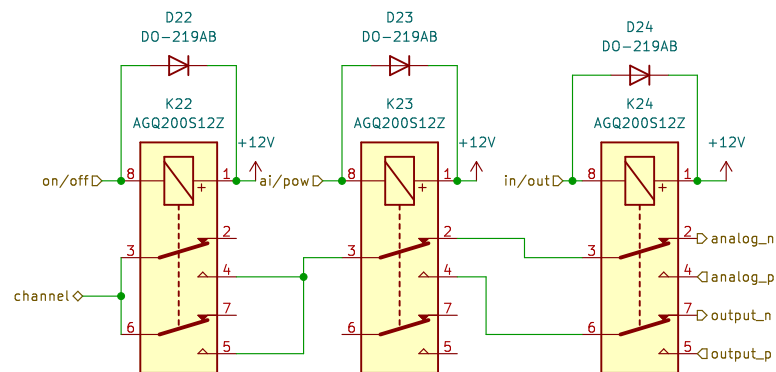 D22
DO-219AB
D23
DO-219AB
D24
DO-219AB
K22
AGQ200S12Z
K23
AGQ200S12Z
K24
AGQ200S12Z
+12V
+12V
+12V
on/off
8
1
+
ai/pow
8
1
+
in/out
8
1
+
3
2
4
3
2
4
3
2
analog_n
4
analog_p
channel
6
7
5
6
7
5
6
7
output_n
5
output_p